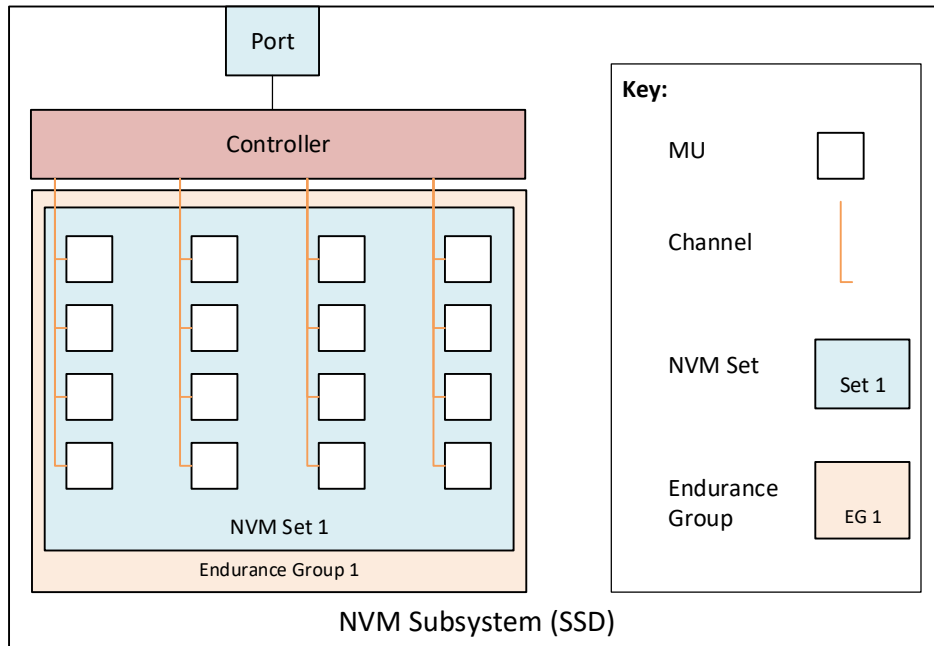 Port
Controller
NVM Set 1
Endurance Group 1
NVM Subsystem (SSD)
Key:
MU
Channel
NVM Set
Set 1
Endurance
Group
EG 1